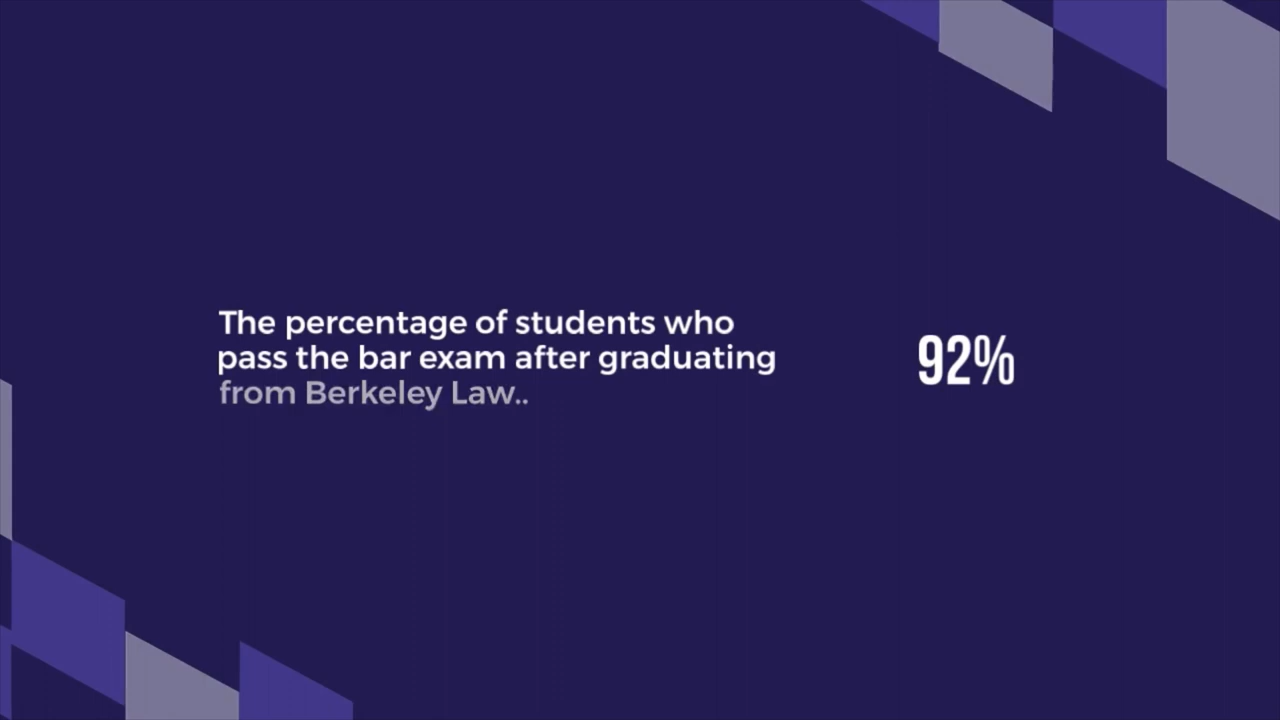 The percentage of students who
pass the bar exam after graduating
from Berkeley Law..
92%